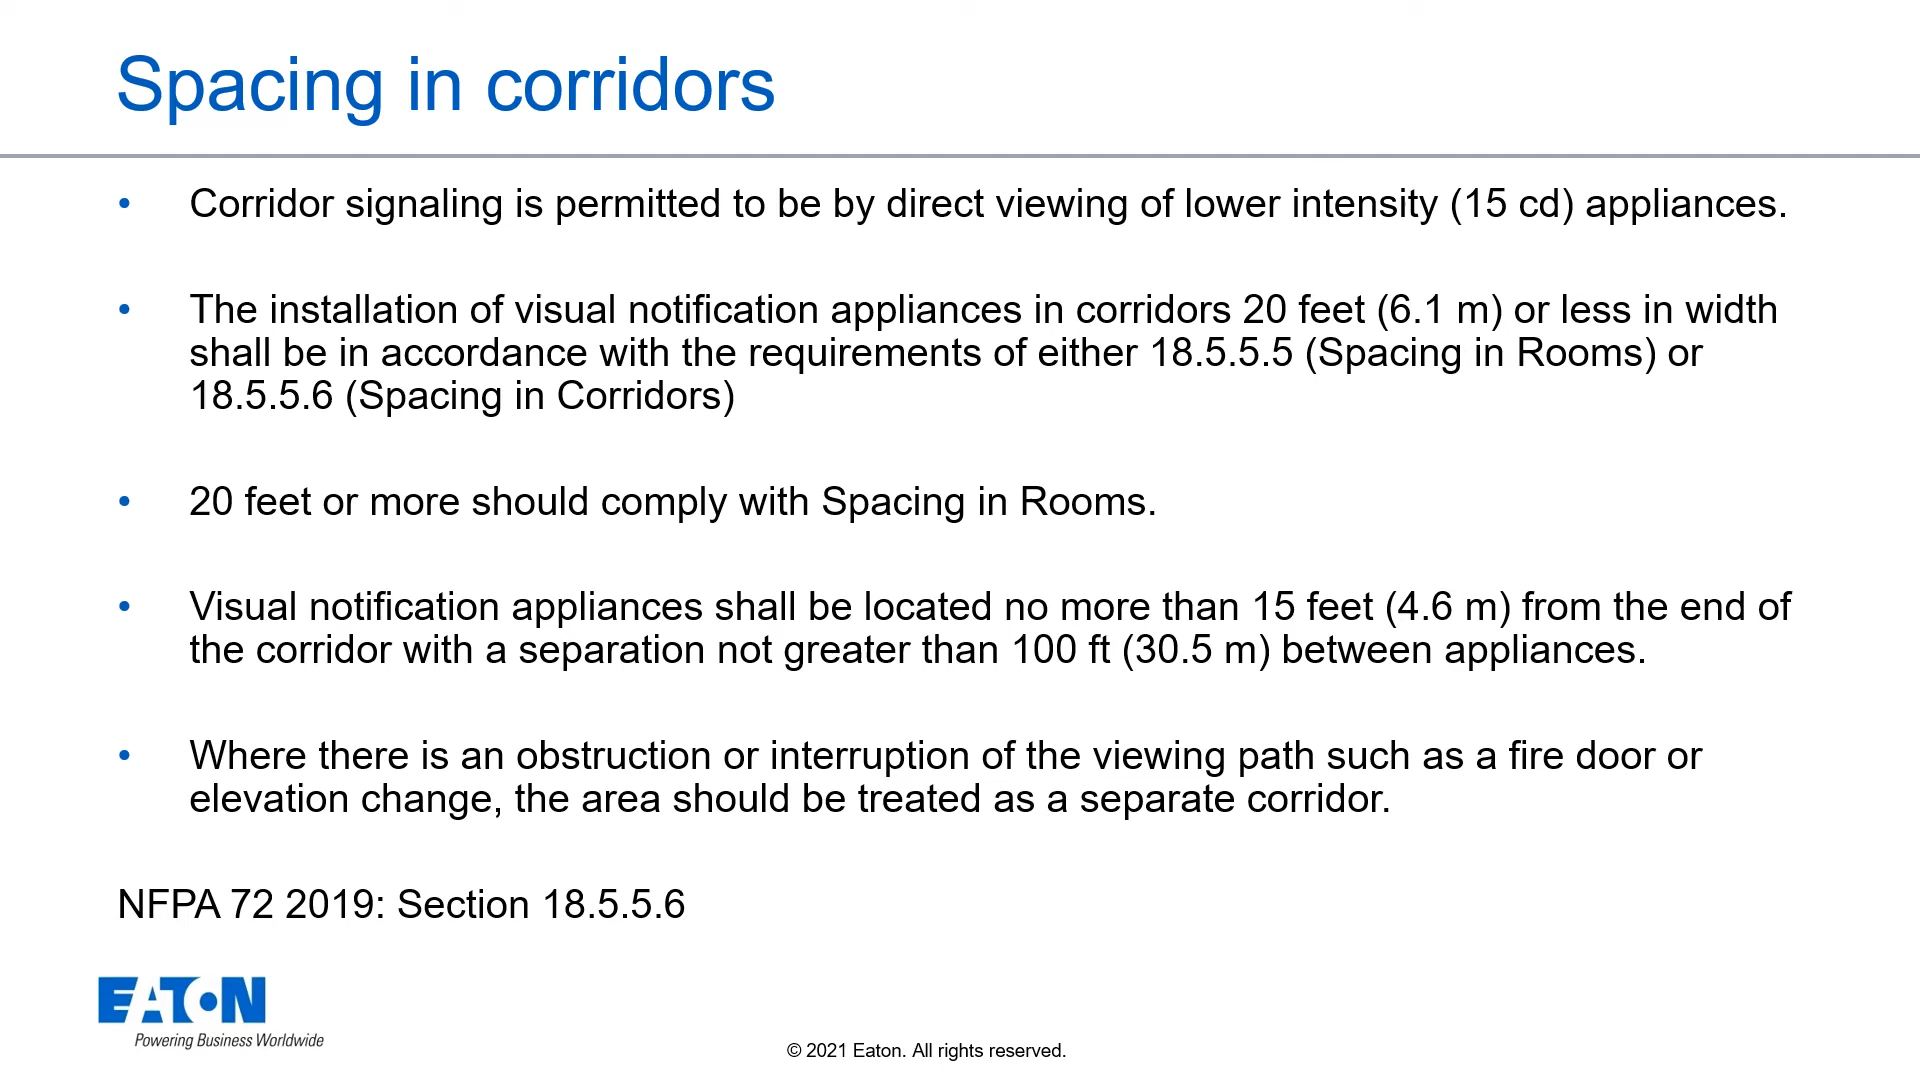 Spacing in corridors
• Corridor signaling is permitted to be by direct viewing of lower intensity (15 cd) appliances.
• The installation of visual notification appliances in corridors 20 feet (6.1 m) or less in width
shall be in accordance with the requirements of either 18.5.5.5 (Spacing in Rooms) or
18.5.5.6 (Spacing in Corridors)
• 20 feet or more should comply with Spacing in Rooms.
• Visual notification appliances shall be located no more than 15 feet (4.6 m) from the end of
the corridor with a separation not greater than 100 ft (30.5 m) between appliances.
• Where there is an obstruction or interruption of the viewing path such as a fire door or
elevation change, the area should be treated as a separate corridor.
NFPA 72 2019: Section 18.5.5.6
EATON
Powering Business Worldwide
© 2021 Eaton. All rights reserved.